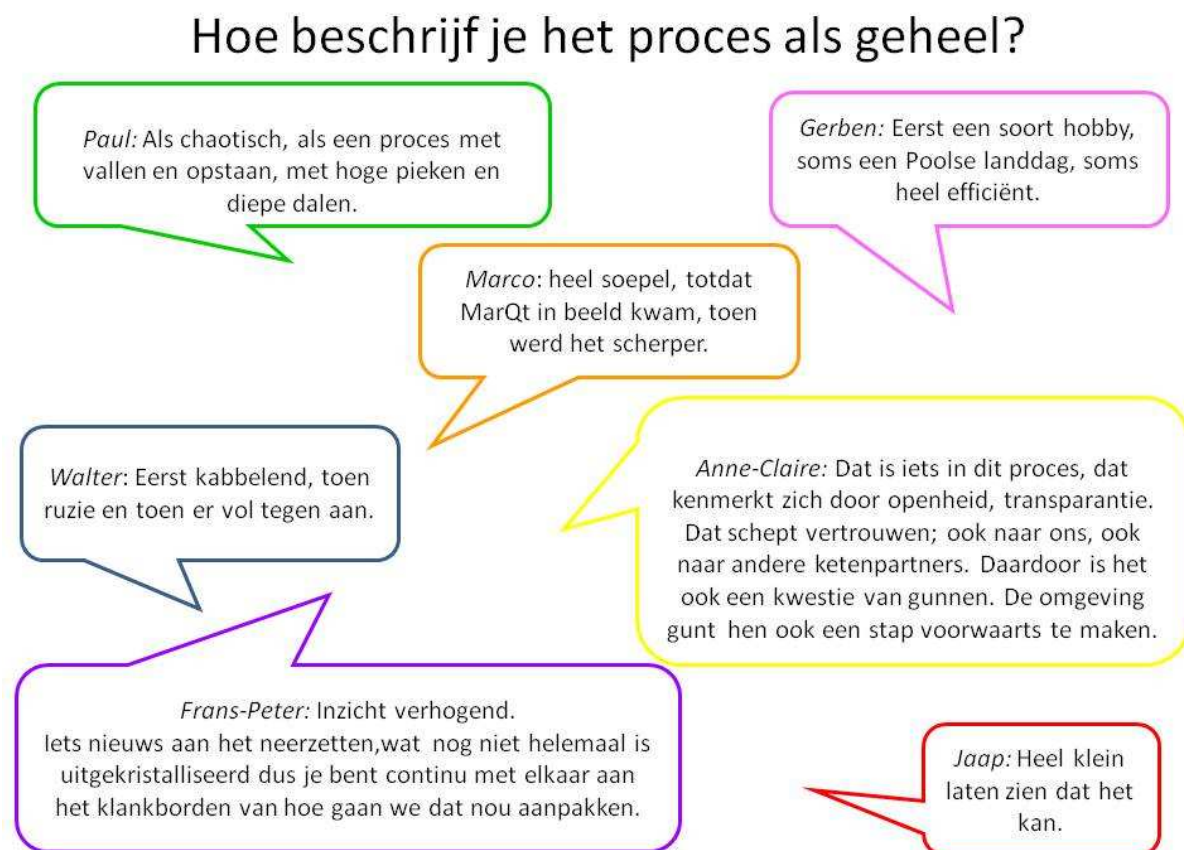 Hoe beschrijf je het proces als geheel?
Paul: Als chaotisch, als een proces met
vallen en opstaan, met hoge pieken en
diepe dalen.
Gerben: Eerst een soort hobby,
soms een Poolse landdag, soms
heel efficiënt.
Marco: heel soepel, totdat
MarQt in beeld kwam, toen
werd het scherper.
Walter: Eerst kabbelend, toen
ruzie en toen er vol tegen aan.
Anne-Claire: Dat is iets in dit proces, dat
kenmerkt zich door openheid, transparantie.
Dat schept vertrouwen; ook naar ons, ook
naar andere ketenpartners. Daardoor is het
ook een kwestie van gunnen. De omgeving
gunt hen ook een stap voorwaarts te maken.
Frans-Peter: Inzicht verhogend.
Iets nieuws aan het neerzetten,wat nog niet helemaal is
uitgekristalliseerd dus je bent continu met elkaar aan
het klankborden van hoe gaan we dat nou aanpakken.
Jaap: Heel klein
laten zien dat het
kan.